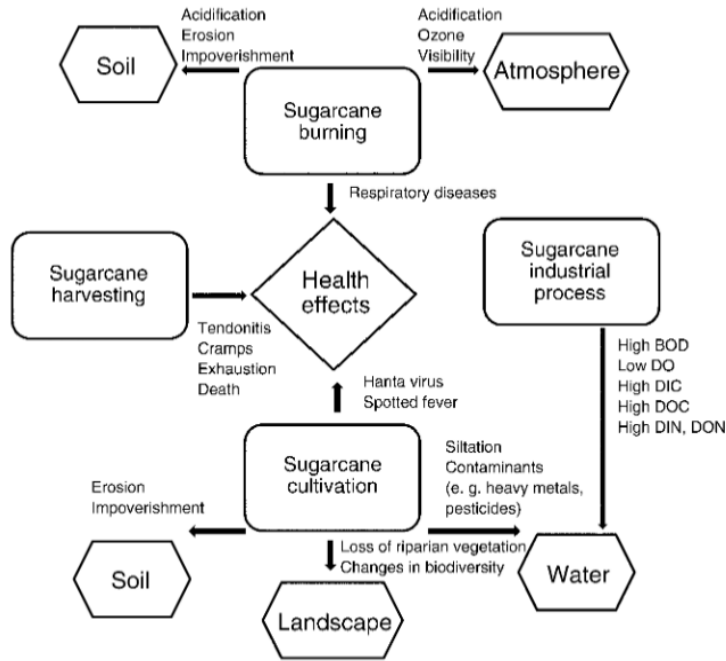 Acidification
Erosion
Impoverishment
Acidification
Ozone
Visibility
Soil
Sugarcane
burning
Atmosphere
Respiratory diseases
Sugarcane
harvesting
Health
effects
Sugarcane
industrial
process
Tendonitis
Cramps
Exhaustion
Death
High BOD
Low DO
High DIC
High DOC
High DIN, DON
Hanta virus
Spotted fever
Sugarcane
cultivation
Siltation
Contaminants
(e. g. heavy metals,
pesticides)
Erosion
Impoverishment
Loss of riparian vegetation
Changes in biodiversity
Soil
Landscape
Water